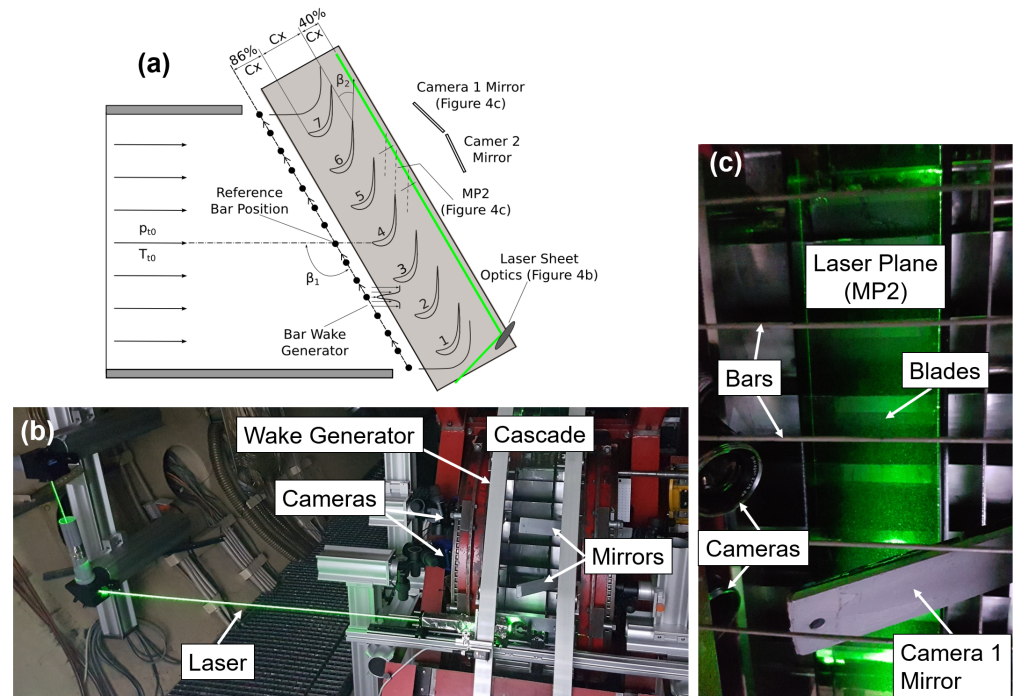 (a)
86%
Cx
Cx
40%
Cx
β2
Camera 1 Mirror
(Figure 4c)
Camer 2
Mirror
MP2
(Figure 4c)
Laser Sheet
Optics (Figure 4b)
Reference
Bar Position
pt0
Tt0
β1
Bar Wake
Generator
7
6
5
4
3
2
1
(b)
Wake Generator
Cascade
Cameras
Mirrors
Laser
(c)
Laser Plane
(MP2)
Bars
Blades
Cameras
Camera 1
Mirror